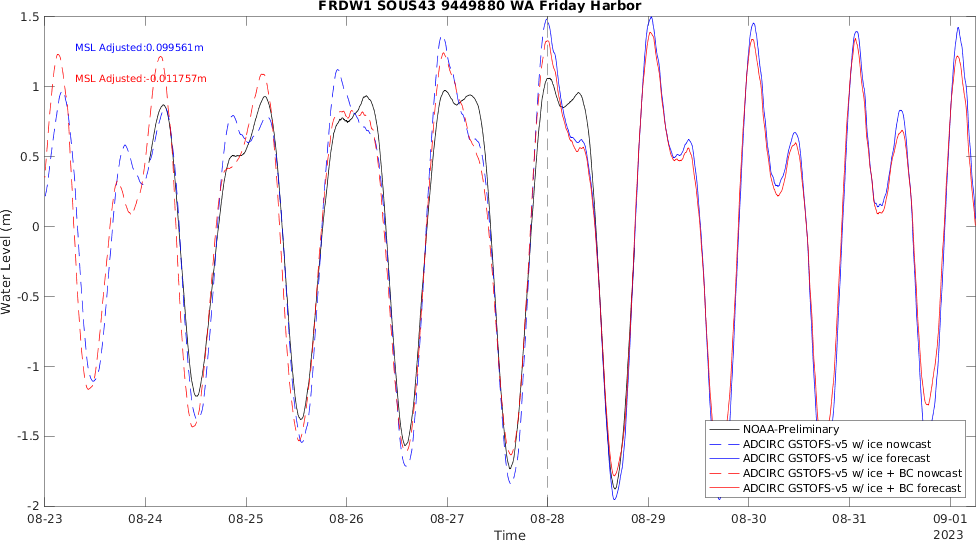 FRDW1 SOUS43 9449880 WA Friday Harbor
1.5
MSL Adjusted:0.099561m
MSL Adjusted:-0.011757m
1
0.5
0
-0.5
-1
-1.5
-2
Water Level (m)
NOAA-Preliminary
ADCIRC GSTOFS-v5 w/ ice nowcast
ADCIRC GSTOFS-v5 w/ ice forecast
ADCIRC GSTOFS-v5 w/ ice + BC nowcast
ADCIRC GSTOFS-v5 w/ ice + BC forecast
08-23 08-24 08-25 08-26 08-27 08-28 08-29 08-30 08-31 09-01
2023
Time